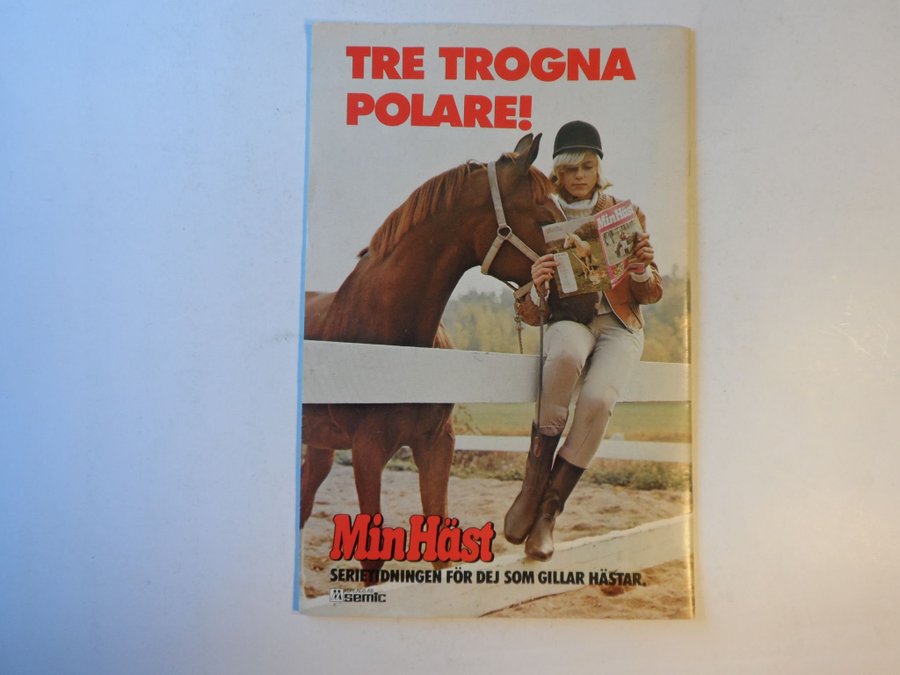 TRE TROGNA
POLARE!
MinHäst
MinHäst
SERIETIDNINGEN FÖR DEJ SOM GILLAR HÄSTAR.
semic